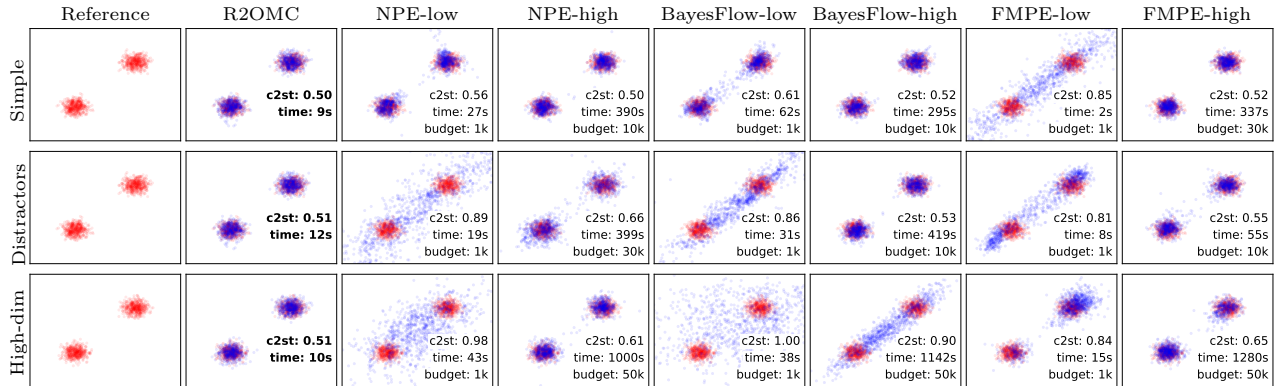 Reference R2OMC NPE-low NPE-high BayesFlow-low BayesFlow-high FMPE-low FMPE-high
Simple
c2st: 0.50
time: 9s
c2st: 0.56
time: 27s
budget: 1k
c2st: 0.50
time: 390s
budget: 10k
c2st: 0.61
time: 62s
budget: 1k
c2st: 0.52
time: 295s
budget: 10k
c2st: 0.85
time: 2s
budget: 1k
c2st: 0.52
time: 337s
budget: 30k
Distractors
c2st: 0.51
time: 12s
c2st: 0.89
time: 19s
budget: 1k
c2st: 0.66
time: 399s
budget: 30k
c2st: 0.86
time: 31s
budget: 1k
c2st: 0.53
time: 419s
budget: 10k
c2st: 0.81
time: 8s
budget: 1k
c2st: 0.55
time: 55s
budget: 10k
High-dim
c2st: 0.51
time: 10s
c2st: 0.98
time: 43s
budget: 1k
c2st: 0.61
time: 1000s
budget: 50k
c2st: 1.00
time: 38s
budget: 1k
c2st: 0.90
time: 1142s
budget: 50k
c2st: 0.84
time: 15s
budget: 1k
c2st: 0.65
time: 1280s
budget: 50k